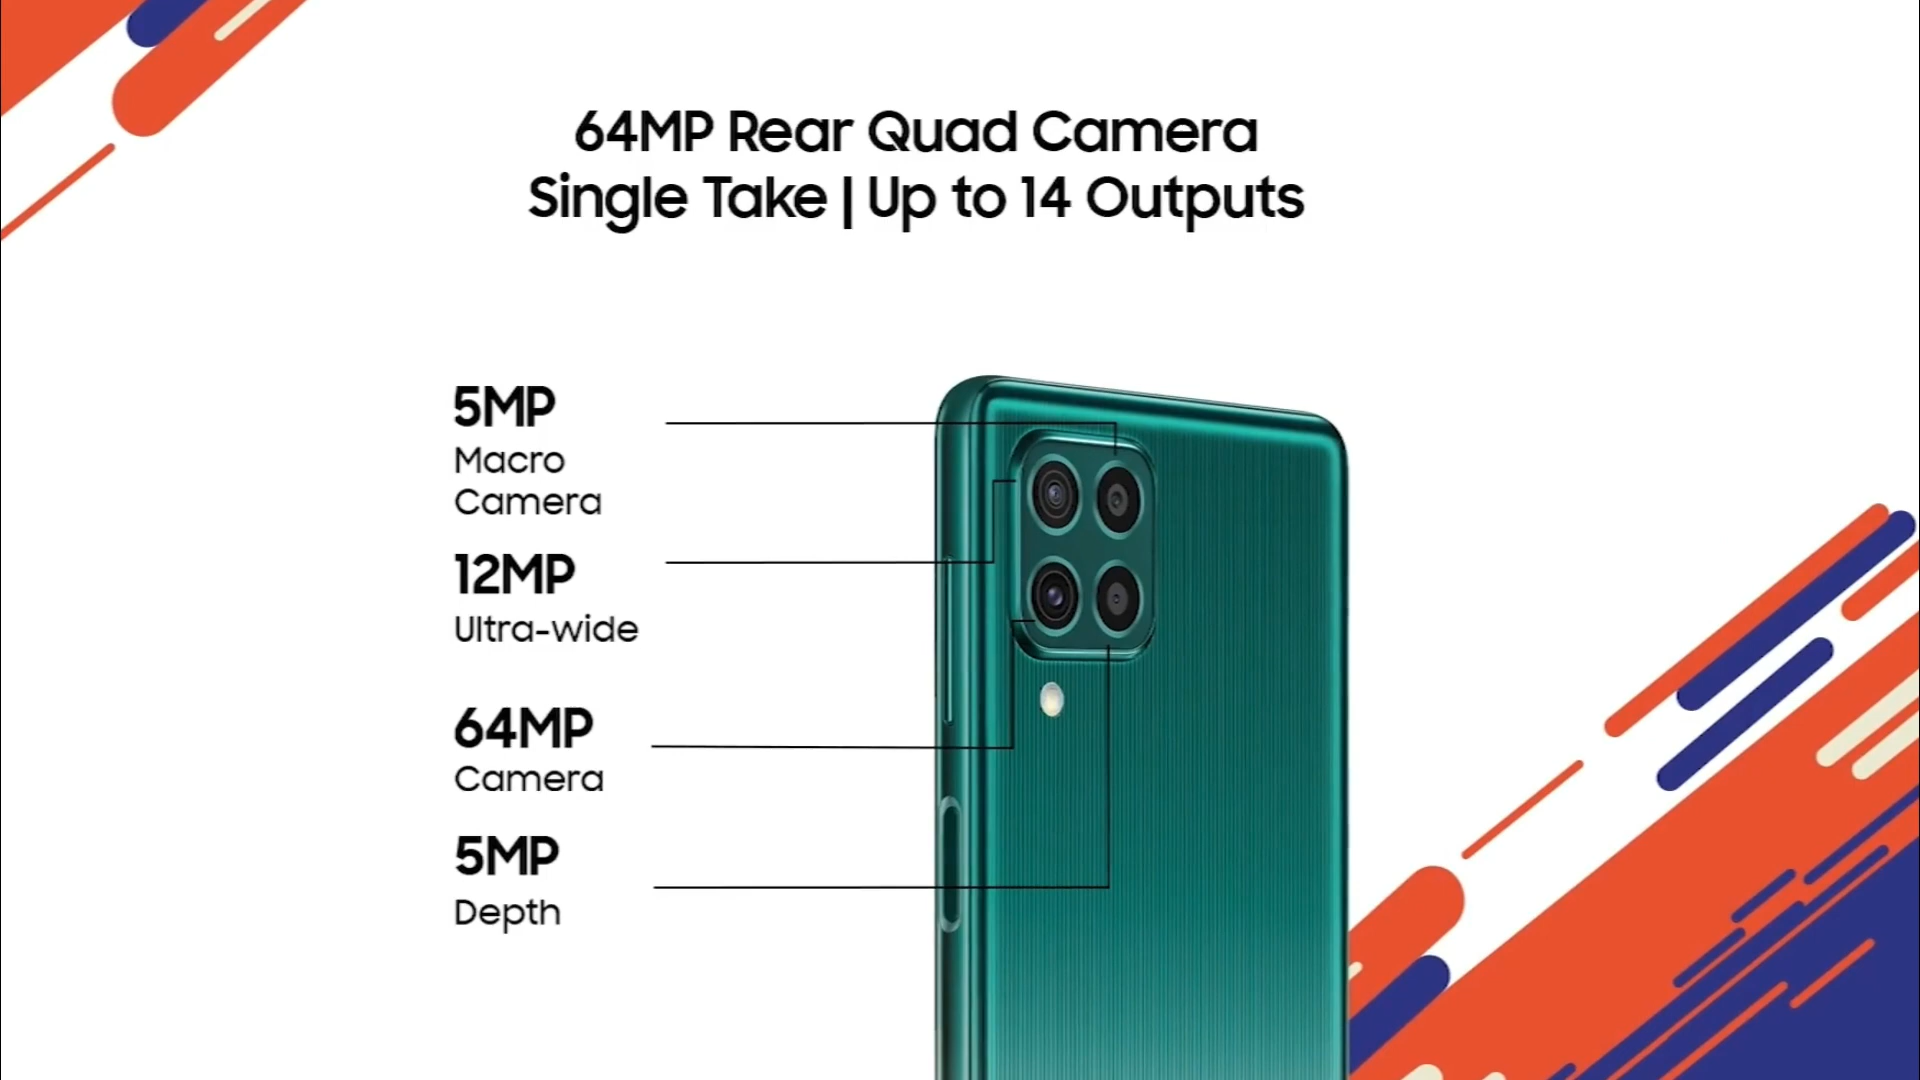 64MP Rear Quad Camera
Single Take | Up to 14 Outputs
5MP
Macro
Camera
12MP
Ultra-wide
64MP
Camera
5MP
Depth